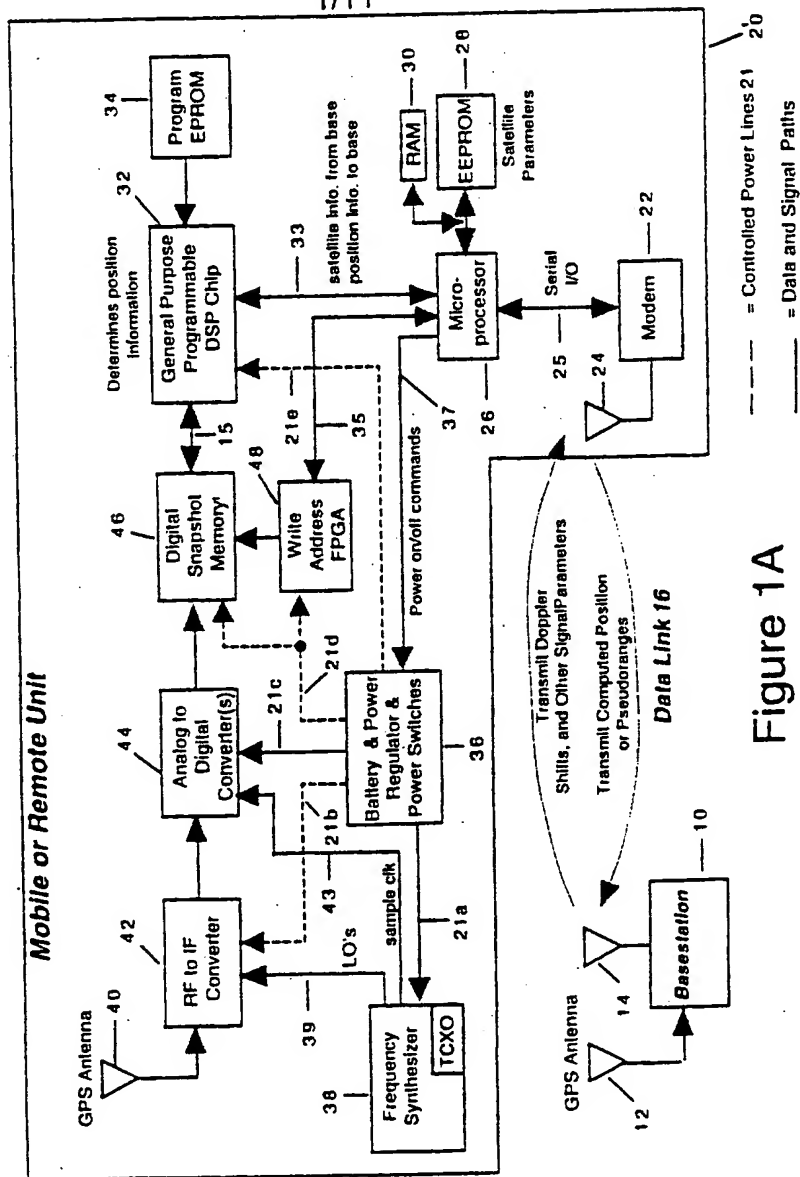 1/11
Mobile or Remote Unit
GPS Antenna
40
42
RF to IF
Converter
44
Analog to
Digital
Converter(s)
46
Digital
Snapshot
Memory
15
Determines position
Information
32
General Purpose
Programmable
DSP Chip
34
Program
EPROM
39
LO's
43
sample clk
21b
21c
21d
48
Write
Address
FPGA
21e
35
33
satellite Info. from base
position Info. to base
30
RAM
28
EEPROM
Satellite
Parameters
38
Frequency
Synthesizer
TCXO
21a
Battery & Power
Regulator &
Power Switches
36
Power on/off commands
37
Micro-
processor
26
25
Serial
I/O
22
Modem
24
20'
GPS Antenna
12
14
Basestation
10
Transmit Doppler
Shifts, and Other SignalParameters
Transmit Computed Position
or Pseudoranges
Data Link 16
= Controlled Power Lines 21
= Data and Signal Paths
Figure 1A